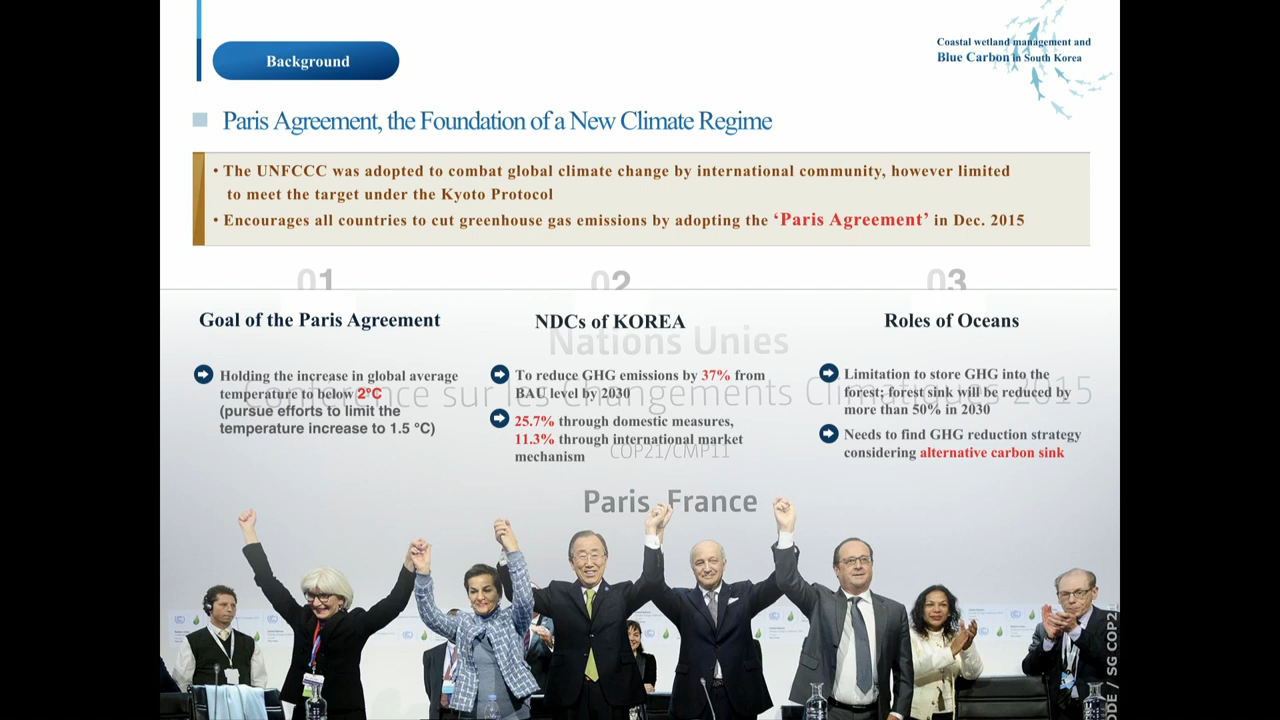 Background
Coastal wetland management and
Blue Carbon in South Korea
Paris Agreement, the Foundation of a New Climate Regime
• The UNFCCC was adopted to combat global climate change by international community, however limited
to meet the target under the Kyoto Protocol
• Encourages all countries to cut greenhouse gas emissions by adopting the ‘Paris Agreement’ in Dec. 2015
01
Goal of the Paris Agreement
Holding the increase in global average
temperature to below 2°C
(pursue efforts to limit the
temperature increase to 1.5 °C)
02
NDCs of KOREA
To reduce GHG emissions by 37% from
BAU level by 2030
25.7% through domestic measures,
11.3% through international market
mechanism
03
Roles of Oceans
Limitation to store GHG into the
forest; forest sink will be reduced by
more than 50% in 2030
Needs to find GHG reduction strategy
considering alternative carbon sink
Nations Unies
Conférence sur les Changements Climatiques 2015
COP21/CMP11
Paris, France
/ SG COP21